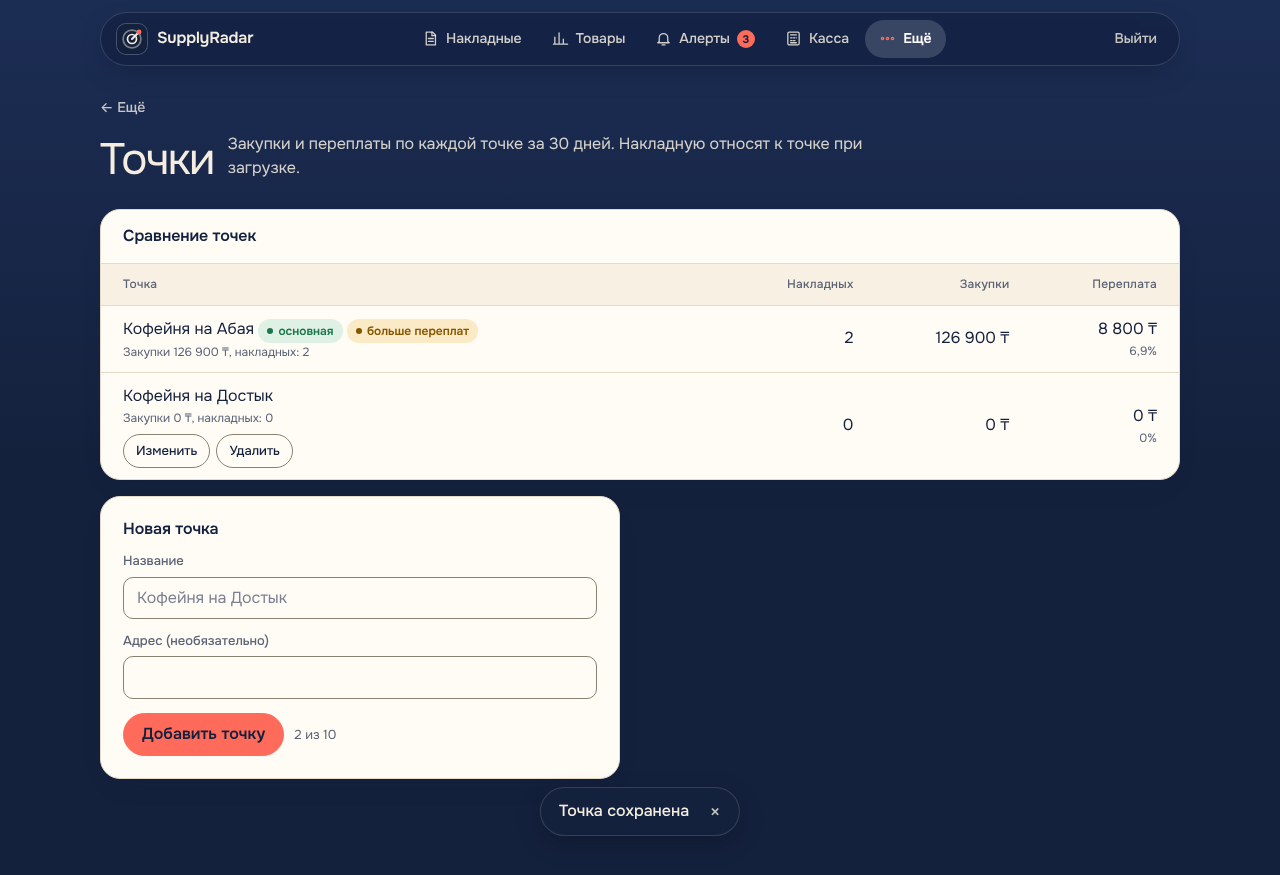 SupplyRadar
Накладные
Товары
Алерты 3
Касса
Ещё
Выйти
← Ещё
Точки
Закупки и переплаты по каждой точке за 30 дней. Накладную относят к точке при
загрузке.
Сравнение точек
Точка Накладных Закупки Переплата
Кофейня на Абая основная больше переплат 2 126 900 ₸ 8 800 ₸
Закупки 126 900 ₸, накладных: 2 6,9%
Кофейня на Достык 0 0 ₸ 0 ₸
Закупки 0 ₸, накладных: 0 0%
Изменить Удалить
Новая точка
Название
Кофейня на Достык
Адрес (необязательно)
Добавить точку 2 из 10
Точка сохранена ×